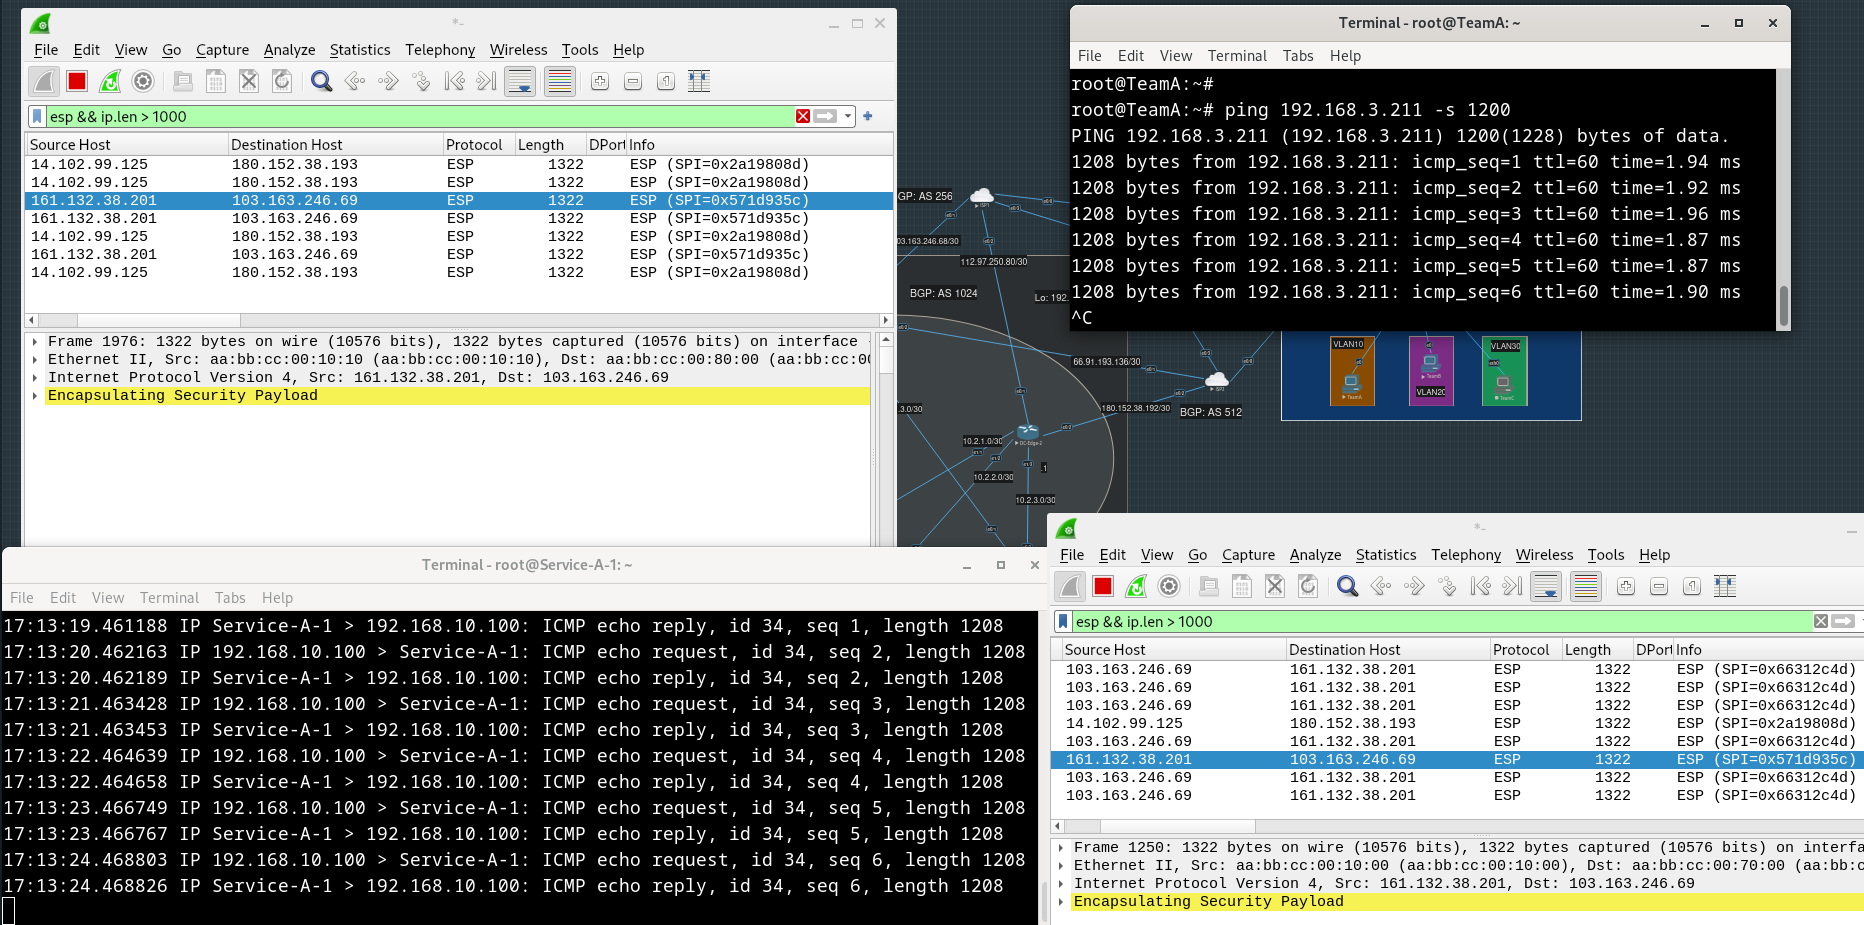 *-
File Edit View Go Capture Analyze Statistics Telephony Wireless Tools Help
esp && ip.len > 1000
Source Host Destination Host Protocol Length DPort Info
14.102.99.125 180.152.38.193 ESP 1322 ESP (SPI=0x2a19808d)
14.102.99.125 180.152.38.193 ESP 1322 ESP (SPI=0x2a19808d)
161.132.38.201 103.163.246.69 ESP 1322 ESP (SPI=0x571d935c)
161.132.38.201 103.163.246.69 ESP 1322 ESP (SPI=0x571d935c)
14.102.99.125 180.152.38.193 ESP 1322 ESP (SPI=0x2a19808d)
161.132.38.201 103.163.246.69 ESP 1322 ESP (SPI=0x571d935c)
14.102.99.125 180.152.38.193 ESP 1322 ESP (SPI=0x2a19808d)
Frame 1976: 1322 bytes on wire (10576 bits), 1322 bytes captured (10576 bits) on interface
Ethernet II, Src: aa:bb:cc:00:10:10 (aa:bb:cc:00:10:10), Dst: aa:bb:cc:00:80:00 (aa:bb:cc:00
Internet Protocol Version 4, Src: 161.132.38.201, Dst: 103.163.246.69
Encapsulating Security Payload
Terminal - root@TeamA: ~
File Edit View Terminal Tabs Help
root@TeamA:~#
root@TeamA:~# ping 192.168.3.211 -s 1200
PING 192.168.3.211 (192.168.3.211) 1200(1228) bytes of data.
1208 bytes from 192.168.3.211: icmp_seq=1 ttl=60 time=1.94 ms
1208 bytes from 192.168.3.211: icmp_seq=2 ttl=60 time=1.92 ms
1208 bytes from 192.168.3.211: icmp_seq=3 ttl=60 time=1.96 ms
1208 bytes from 192.168.3.211: icmp_seq=4 ttl=60 time=1.87 ms
1208 bytes from 192.168.3.211: icmp_seq=5 ttl=60 time=1.87 ms
1208 bytes from 192.168.3.211: icmp_seq=6 ttl=60 time=1.90 ms
^C
GP: AS 256
ISP1
03.163.246.68/30
112.97.250.80/30
BGP: AS 1024
Lo: 192.
66.91.193.136/30
ISP2
180.152.38.192/30
BGP: AS 512
.3.0/30
10.2.1.0/30
DC-Edge-2
10.2.2.0/30
.1
10.2.3.0/30
VLAN10
TeamA
TeamB
VLAN20
VLAN30
TeamC
Terminal - root@Service-A-1: ~
File Edit View Terminal Tabs Help
17:13:19.461188 IP Service-A-1 > 192.168.10.100: ICMP echo reply, id 34, seq 1, length 1208
17:13:20.462163 IP 192.168.10.100 > Service-A-1: ICMP echo request, id 34, seq 2, length 1208
17:13:20.462189 IP Service-A-1 > 192.168.10.100: ICMP echo reply, id 34, seq 2, length 1208
17:13:21.463428 IP 192.168.10.100 > Service-A-1: ICMP echo request, id 34, seq 3, length 1208
17:13:21.463453 IP Service-A-1 > 192.168.10.100: ICMP echo reply, id 34, seq 3, length 1208
17:13:22.464639 IP 192.168.10.100 > Service-A-1: ICMP echo request, id 34, seq 4, length 1208
17:13:22.464658 IP Service-A-1 > 192.168.10.100: ICMP echo reply, id 34, seq 4, length 1208
17:13:23.466749 IP 192.168.10.100 > Service-A-1: ICMP echo request, id 34, seq 5, length 1208
17:13:23.466767 IP Service-A-1 > 192.168.10.100: ICMP echo reply, id 34, seq 5, length 1208
17:13:24.468803 IP 192.168.10.100 > Service-A-1: ICMP echo request, id 34, seq 6, length 1208
17:13:24.468826 IP Service-A-1 > 192.168.10.100: ICMP echo reply, id 34, seq 6, length 1208
*-
File Edit View Go Capture Analyze Statistics Telephony Wireless Tools Help
esp && ip.len > 1000
Source Host Destination Host Protocol Length DPort Info
103.163.246.69 161.132.38.201 ESP 1322 ESP (SPI=0x66312c4d)
103.163.246.69 161.132.38.201 ESP 1322 ESP (SPI=0x66312c4d)
103.163.246.69 161.132.38.201 ESP 1322 ESP (SPI=0x66312c4d)
14.102.99.125 180.152.38.193 ESP 1322 ESP (SPI=0x2a19808d)
103.163.246.69 161.132.38.201 ESP 1322 ESP (SPI=0x66312c4d)
161.132.38.201 103.163.246.69 ESP 1322 ESP (SPI=0x571d935c)
103.163.246.69 161.132.38.201 ESP 1322 ESP (SPI=0x66312c4d)
103.163.246.69 161.132.38.201 ESP 1322 ESP (SPI=0x66312c4d)
Frame 1250: 1322 bytes on wire (10576 bits), 1322 bytes captured (10576 bits) on interfa
Ethernet II, Src: aa:bb:cc:00:10:00 (aa:bb:cc:00:10:00), Dst: aa:bb:cc:00:70:00 (aa:bb:c
Internet Protocol Version 4, Src: 161.132.38.201, Dst: 103.163.246.69
Encapsulating Security Payload